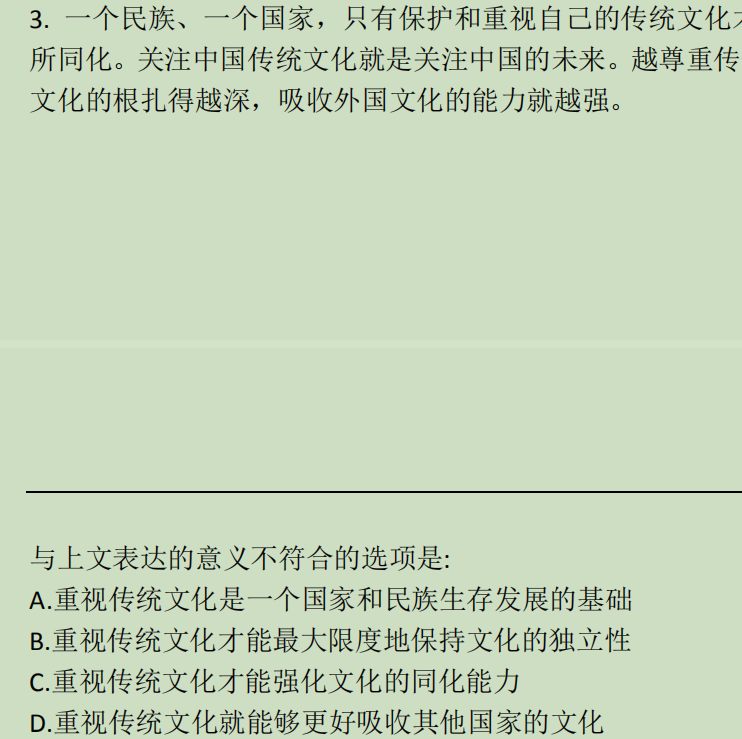 3. 一个民族、一个国家，只有保护和重视自己的传统文化
所同化。关注中国传统文化就是关注中国的未来。越尊重传
文化的根扎得越深，吸收外国文化的能力就越强。
与上文表达的意义不符合的选项是:
A.重视传统文化是一个国家和民族生存发展的基础
B.重视传统文化才能最大限度地保持文化的独立性
C.重视传统文化才能强化文化的同化能力
D.重视传统文化就能够更好吸收其他国家的文化